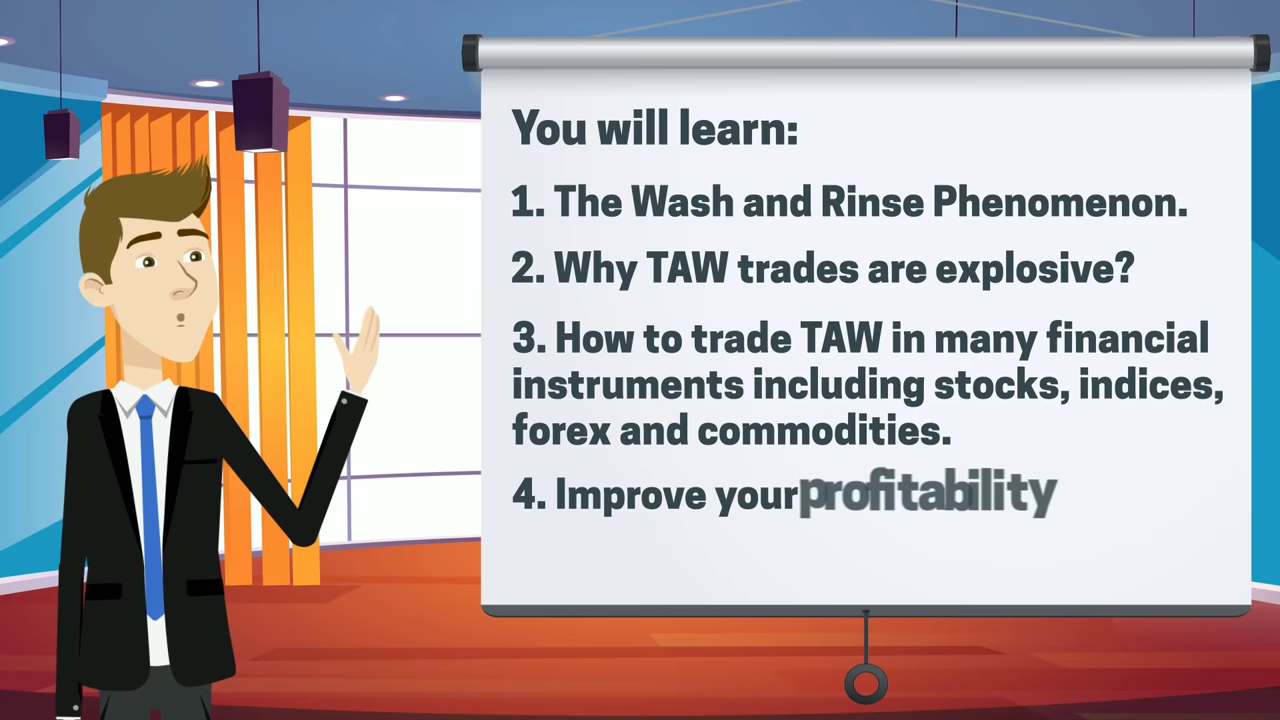 You will learn:
1. The Wash and Rinse Phenomenon.
2. Why TAW trades are explosive?
3. How to trade TAW in many financial
instruments including stocks, indices,
forex and commodities.
4. Improve your profitability